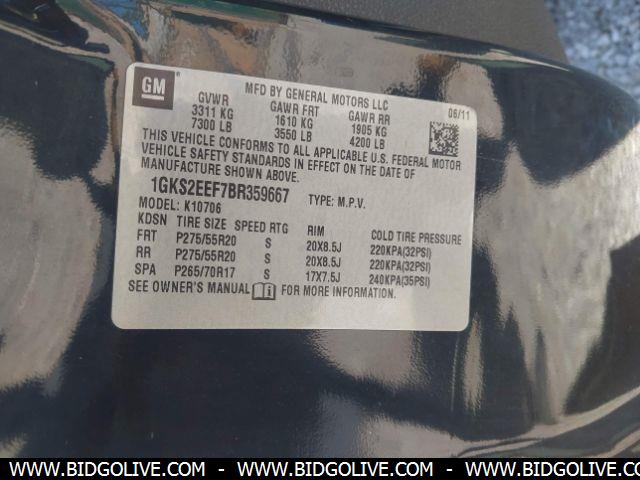 GM
MFD BY GENERAL MOTORS LLC
GVWR GAWR FRT GAWR RR 06/11
3311 KG 1610 KG 1905 KG
7300 LB 3550 LB 4200 LB
THIS VEHICLE CONFORMS TO ALL APPLICABLE U.S. FEDERAL MOTOR
VEHICLE SAFETY STANDARDS IN EFFECT ON THE DATE OF
MANUFACTURE SHOWN ABOVE.
1GKS2EEF7BR359667 TYPE: M.P.V.
MODEL: K10706
KDSN TIRE SIZE SPEED RTG RIM COLD TIRE PRESSURE
FRT P275/55R20 S 20X8.5J 220KPA(32PSI)
RR P275/55R20 S 20X8.5J 220KPA(32PSI)
SPA P265/70R17 S 17X7.5J 240KPA(35PSI)
SEE OWNER'S MANUAL FOR MORE INFORMATION.
WWW.BIDGOLIVE.COM - WWW.BIDGOLIVE.COM - WWW.BIDGOLIVE.COM